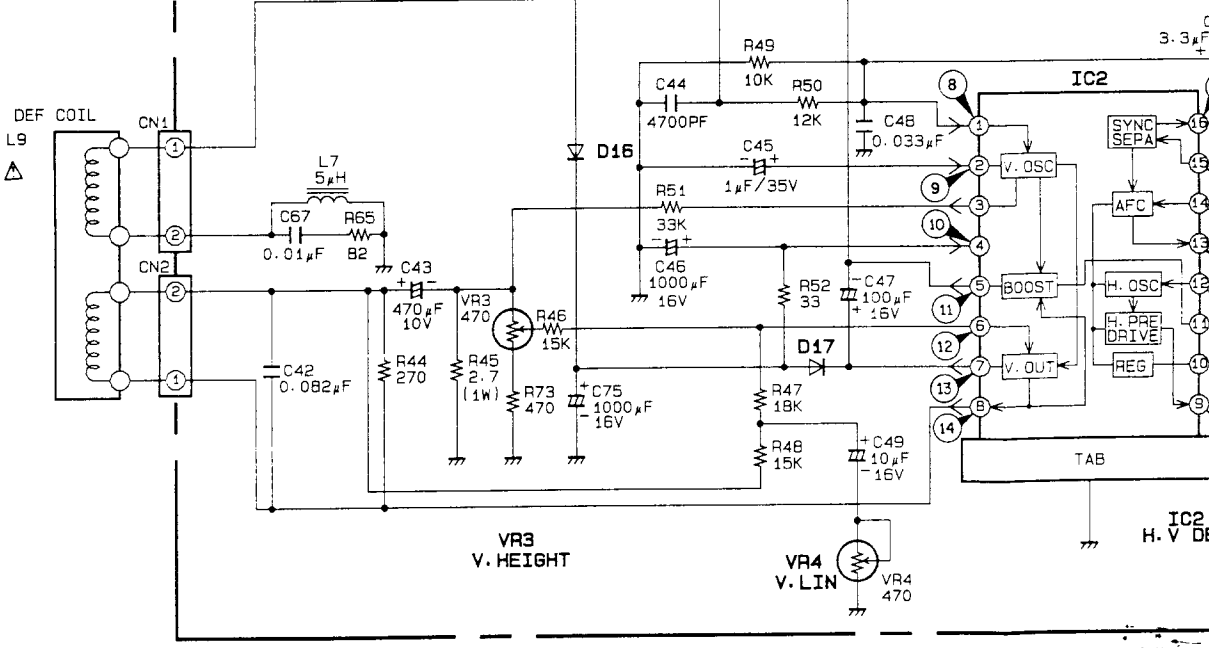 3.3µF
+
R49
10K
IC2
C44
4700PF
R50
12K
8
DEF COIL
L9
CN1
C48
0.033µF
1
SYNC
SEPA
16
1
D16
C45
- +
1µF/35V
2
V.OSC
15
L7
5µH
9
R51
33K
3
AFC
14
C67
0.01µF
R65
82
10
2
- +
C46
1000µF
16V
4
13
CN2
C43
+ -
470µF
10V
R52
33
- C47
100µF
+ 16V
5
BOOST
H.OSC
12
2
VR3
470
11
R46
15K
6
H.PRE
DRIVE
11
12
D17
C42
0.082µF
R44
270
R45
2.7
(1W)
R73
470
+ C75
1000µF
- 16V
R47
18K
7
V.OUT
REG
10
13
1
8
9
14
R48
15K
+ C49
10µF
- 16V
TAB
VR3
V.HEIGHT
IC2
H.V DE
VR4
V.LIN
VR4
470